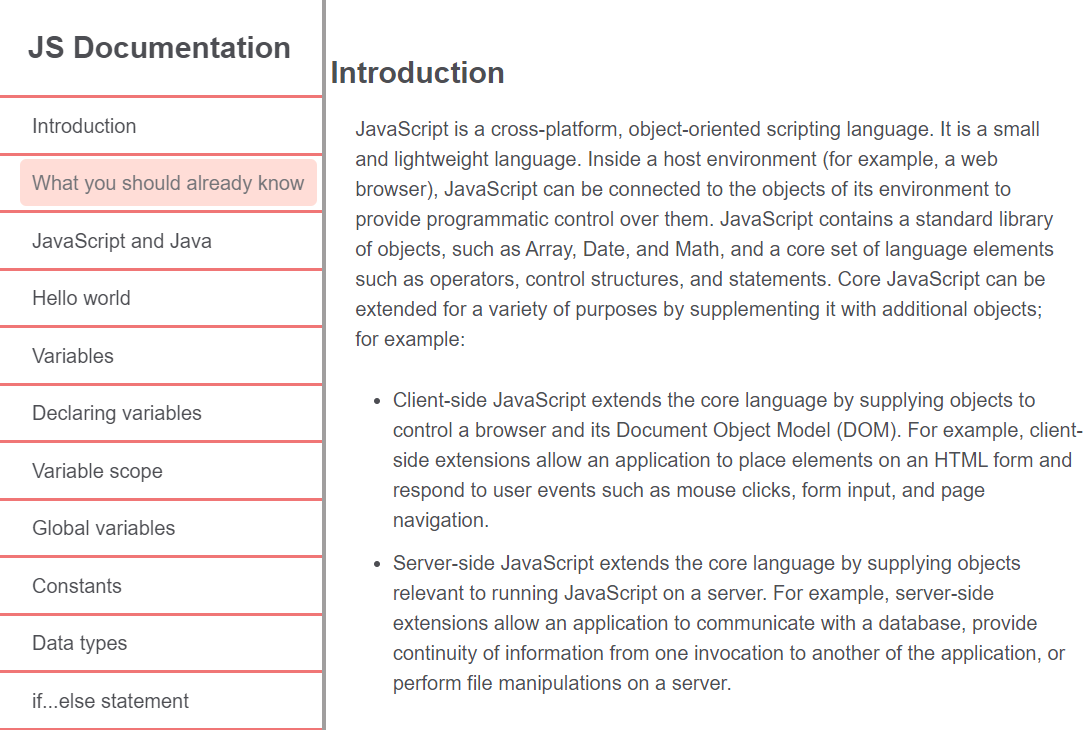 JS Documentation
Introduction
What you should already know
JavaScript and Java
Hello world
Variables
Declaring variables
Variable scope
Global variables
Constants
Data types
if...else statement
Introduction
JavaScript is a cross-platform, object-oriented scripting language. It is a small
and lightweight language. Inside a host environment (for example, a web
browser), JavaScript can be connected to the objects of its environment to
provide programmatic control over them. JavaScript contains a standard library
of objects, such as Array, Date, and Math, and a core set of language elements
such as operators, control structures, and statements. Core JavaScript can be
extended for a variety of purposes by supplementing it with additional objects;
for example:
• Client-side JavaScript extends the core language by supplying objects to
control a browser and its Document Object Model (DOM). For example, client-
side extensions allow an application to place elements on an HTML form and
respond to user events such as mouse clicks, form input, and page
navigation.
• Server-side JavaScript extends the core language by supplying objects
relevant to running JavaScript on a server. For example, server-side
extensions allow an application to communicate with a database, provide
continuity of information from one invocation to another of the application, or
perform file manipulations on a server.